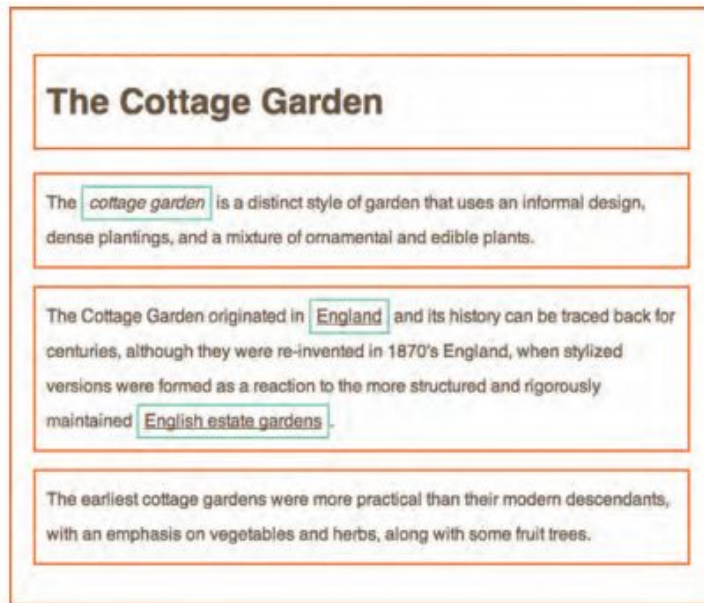 The Cottage Garden
The cottage garden is a distinct style of garden that uses an informal design,
dense plantings, and a mixture of ornamental and edible plants.
The Cottage Garden originated in England and its history can be traced back for
centuries, although they were re-invented in 1870's England, when stylized
versions were formed as a reaction to the more structured and rigorously
maintained English estate gardens.
The earliest cottage gardens were more practical than their modern descendants,
with an emphasis on vegetables and herbs, along with some fruit trees.